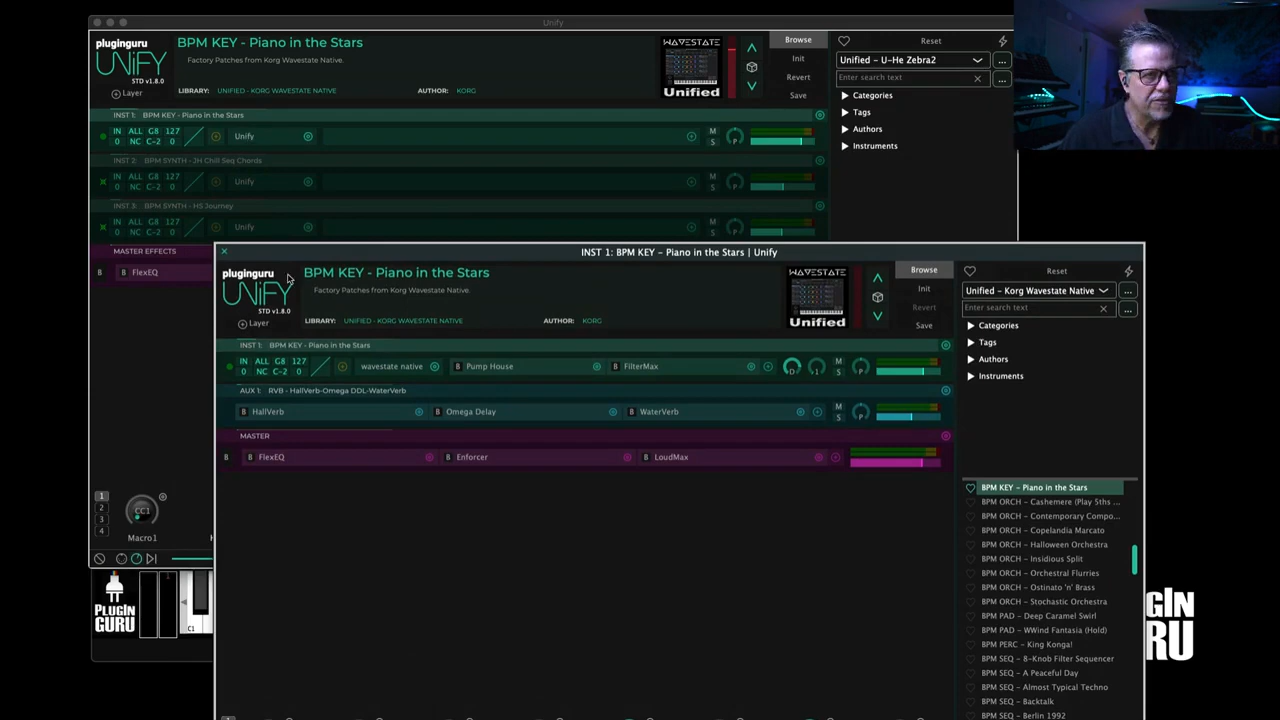 Unify
pluginguru
UNiFY
STD v1.8.0
Layer
BPM KEY - Piano in the Stars
Factory Patches from Korg Wavestate Native.
LIBRARY: UNIFIED - KORG WAVESTATE NATIVE AUTHOR: KORG
WAVESTATE
Unified
Browse
Init
Revert
Save
Reset
Unified - U-He Zebra2
Enter search text
Categories
Tags
Authors
Instruments
INST 1: BPM KEY - Piano in the Stars
IN ALL G8 127
0 NC C-2 0
Unify
M
S
P
INST 2: BPM SYNTH - JH Chill Seq Chords
IN ALL G8 127
0 NC C-2 0
Unify
M
S
P
INST 3: BPM SYNTH - HS Journey
IN ALL G8 127
0 NC C-2 0
Unify
M
S
P
MASTER EFFECTS
B B FlexEQ
INST 1: BPM KEY - Piano in the Stars | Unify
pluginguru
UNiFY
STD v1.8.0
Layer
BPM KEY - Piano in the Stars
Factory Patches from Korg Wavestate Native.
LIBRARY: UNIFIED - KORG WAVESTATE NATIVE AUTHOR: KORG
WAVESTATE
Unified
Browse
Init
Revert
Save
Reset
Unified - Korg Wavestate Native
Enter search text
Categories
Tags
Authors
Instruments
INST 1: BPM KEY - Piano in the Stars
IN ALL G8 127
0 NC C-2 0
wavestate native B Pump House B FilterMax D 1
M
S
AUX 1: RVB - HallVerb-Omega DDL-WaterVerb
B HallVerb B Omega Delay B WaterVerb
M
S
P
MASTER
B B FlexEQ B Enforcer B LoudMax
BPM KEY - Piano in the Stars
BPM ORCH - Cashemere (Play 5ths ...
BPM ORCH - Contemporary Compo...
BPM ORCH - Copelandia Marcato
BPM ORCH - Halloween Orchestra
BPM ORCH - Insidious Split
BPM ORCH - Orchestral Flurries
BPM ORCH - Ostinato 'n' Brass
BPM ORCH - Stochastic Orchestra
BPM PAD - Deep Caramel Swirl
BPM PAD - WWind Fantasia (Hold)
BPM PERC - King Konga!
BPM SEQ - 8-Knob Filter Sequencer
BPM SEQ - A Peaceful Day
BPM SEQ - Almost Typical Techno
BPM SEQ - Backtalk
BPM SEQ - Berlin 1992
1
2
3
4
CC1
Macro1
PLUGIN
GURU
1
C1
GIN
RU